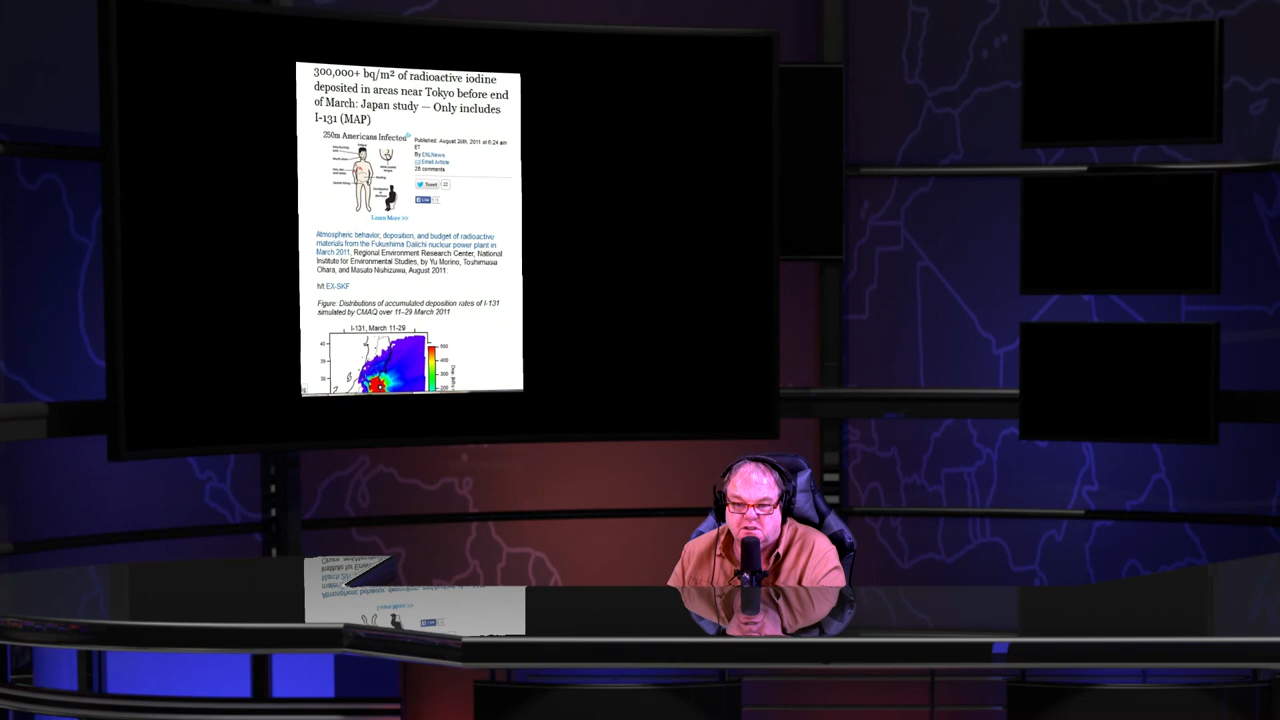 300,000+ bq/m² of radioactive iodine
deposited in areas near Tokyo before end
of March: Japan study — Only includes
I-131 (MAP)
250m Americans Infected
Learn More >>
Published: August 26th, 2011 at 6:24 am
ET
By ENENews
Email Article
28 comments
Tweet
Like
Atmospheric behavior, deposition, and budget of radioactive
materials from the Fukushima Daiichi nuclear power plant in
March 2011, Regional Environment Research Center, National
Institute for Environmental Studies, by Yu Morino, Toshimasa
Ohara, and Masato Nishizawa, August 2011:
h/t EX-SKF
Figure: Distributions of accumulated deposition rates of I-131
simulated by CMAQ over 11–29 March 2011
I-131, March 11-29
40
39
38
500
400
300
200